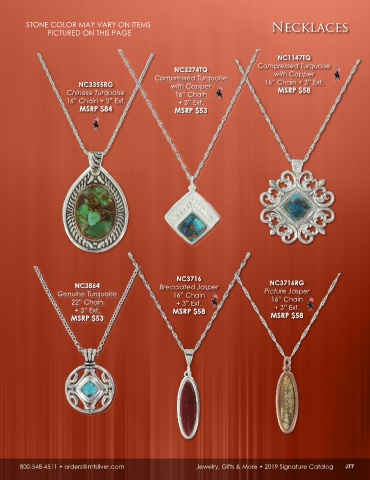 STONE COLOR MAY VARY ON ITEMS
PICTURED ON THIS PAGE
NECKLACES
NC3355RG
Chinese Turquoise
16" Chain + 3" Ext.
MSRP $84
NC3274TQ
Compressed Turquoise
with Copper
16" Chain
+ 3" Ext.
MSRP $53
NC1147TQ
Compressed Turquoise
with Copper
16" Chain + 3" Ext.
MSRP $58
NC3864
Genuine Turquoise
22" Chain
+ 3" Ext.
MSRP $53
NC3716
Brecciated Jasper
16" Chain
+ 3" Ext.
MSRP $58
NC3716RG
Picture Jasper
16" Chain
+ 3" Ext.
MSRP $58
800-548-4511 • orders@mtsilver.com
Jewelry, Gifts & More • 2019 Signature Catalog J77